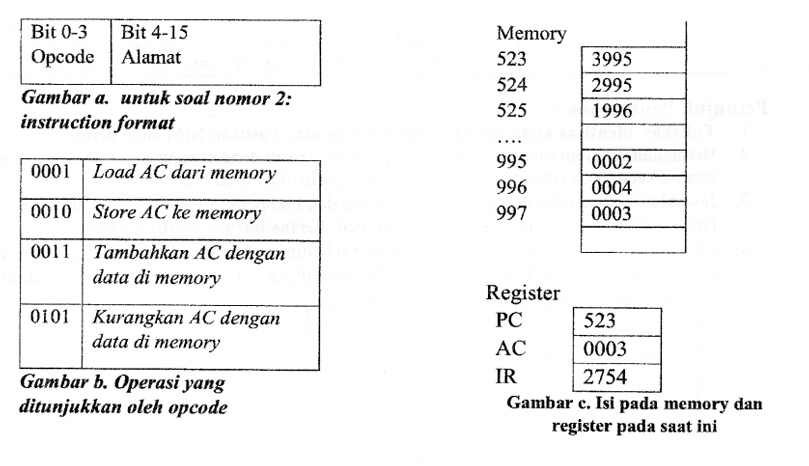 Bit 0-3 Bit 4-15
Opcode Alamat
Gambar a. untuk soal nomor 2:
instruction format
0001 Load AC dari memory
0010 Store AC ke memory
0011 Tambahkan AC dengan
data di memory
0101 Kurangkan AC dengan
data di memory
Gambar b. Operasi yang
ditunjukkan oleh opcode
Memory
523 3995
524 2995
525 1996
....
995 0002
996 0004
997 0003
Register
PC 523
AC 0003
IR 2754
Gambar c. Isi pada memory dan
register pada saat ini